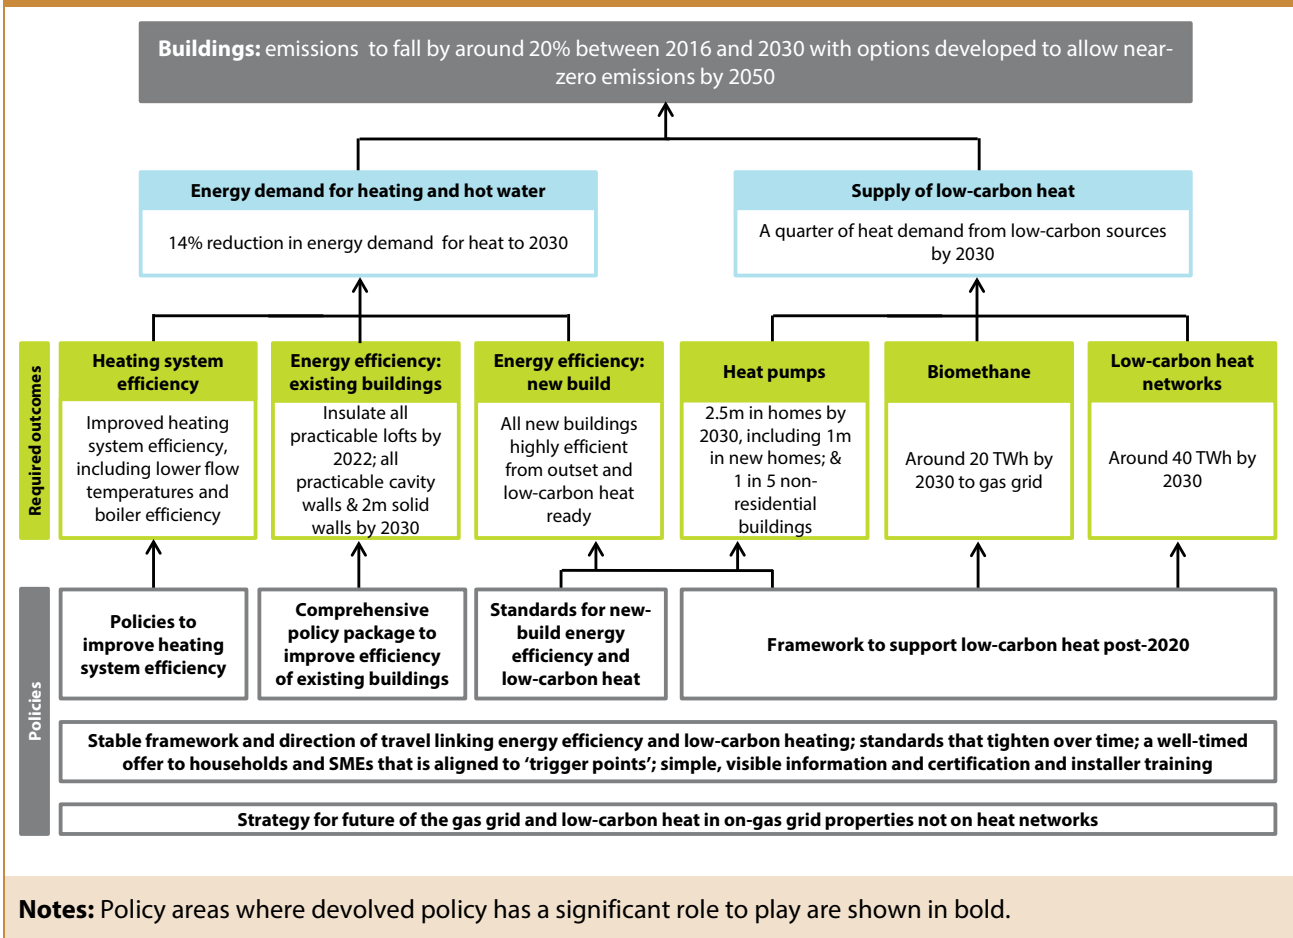 Buildings: emissions to fall by around 20% between 2016 and 2030 with options developed to allow near-
zero emissions by 2050
Energy demand for heating and hot water
14% reduction in energy demand for heat to 2030
Supply of low-carbon heat
A quarter of heat demand from low-carbon sources
by 2030
Required outcomes
Heating system
efficiency
Improved heating
system efficiency,
including lower flow
temperatures and
boiler efficiency
Energy efficiency:
existing buildings
Insulate all
practicable lofts by
2022; all
practicable cavity
walls & 2m solid
walls by 2030
Energy efficiency:
new build
All new buildings
highly efficient
from outset and
low-carbon heat
ready
Heat pumps
2.5m in homes by
2030, including 1m
in new homes; &
1 in 5 non-
residential
buildings
Biomethane
Around 20 TWh by
2030 to gas grid
Low-carbon heat
networks
Around 40 TWh by
2030
Policies
Policies to
improve heating
system efficiency
Comprehensive
policy package to
improve efficiency
of existing buildings
Standards for new-
build energy
efficiency and
low-carbon heat
Framework to support low-carbon heat post-2020
Stable framework and direction of travel linking energy efficiency and low-carbon heating; standards that tighten over time; a well-timed
offer to households and SMEs that is aligned to ‘trigger points’; simple, visible information and certification and installer training
Strategy for future of the gas grid and low-carbon heat in on-gas grid properties not on heat networks
Notes: Policy areas where devolved policy has a significant role to play are shown in bold.